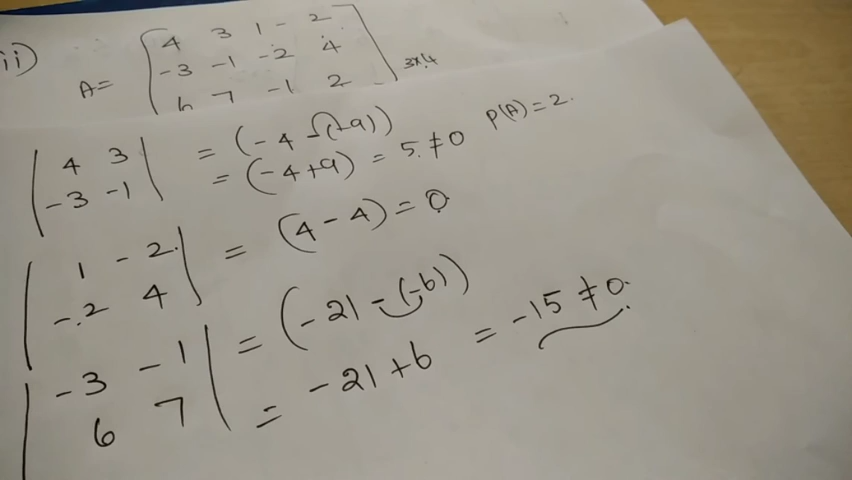 ii)
A= [ 4 3 1 - 2
-3 -1 -2 4
6 7 -1 2 ] 3x4
| 4 3
-3 -1 | = (-4 -(-9))
= (-4+9) = 5 ≠ 0 P(A) = 2.
| 1 -2
-2 4 | = (4 - 4) = 0
| -3 -1
6 7 | = (-21 - (-6))
= -21 + 6 = -15 ≠ 0.